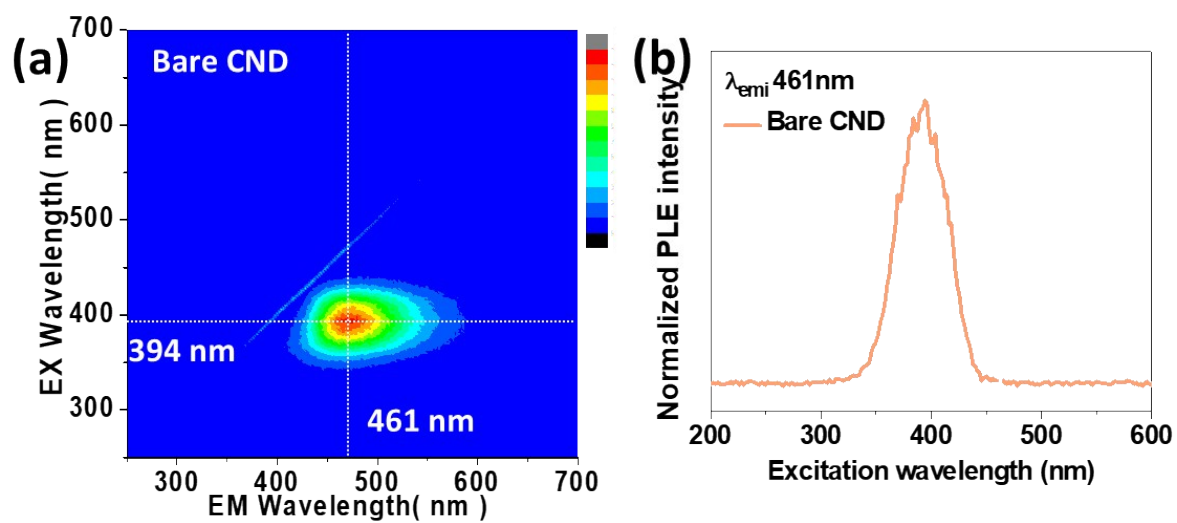 (a)
Bare CND
700
600
500
400
300
EX Wavelength( nm )
394 nm
461 nm
300 400 500 600 700
EM Wavelength( nm )
(b)
λemi 461nm
Bare CND
Normalized PLE intensity
200 300 400 500 600
Excitation wavelength (nm)